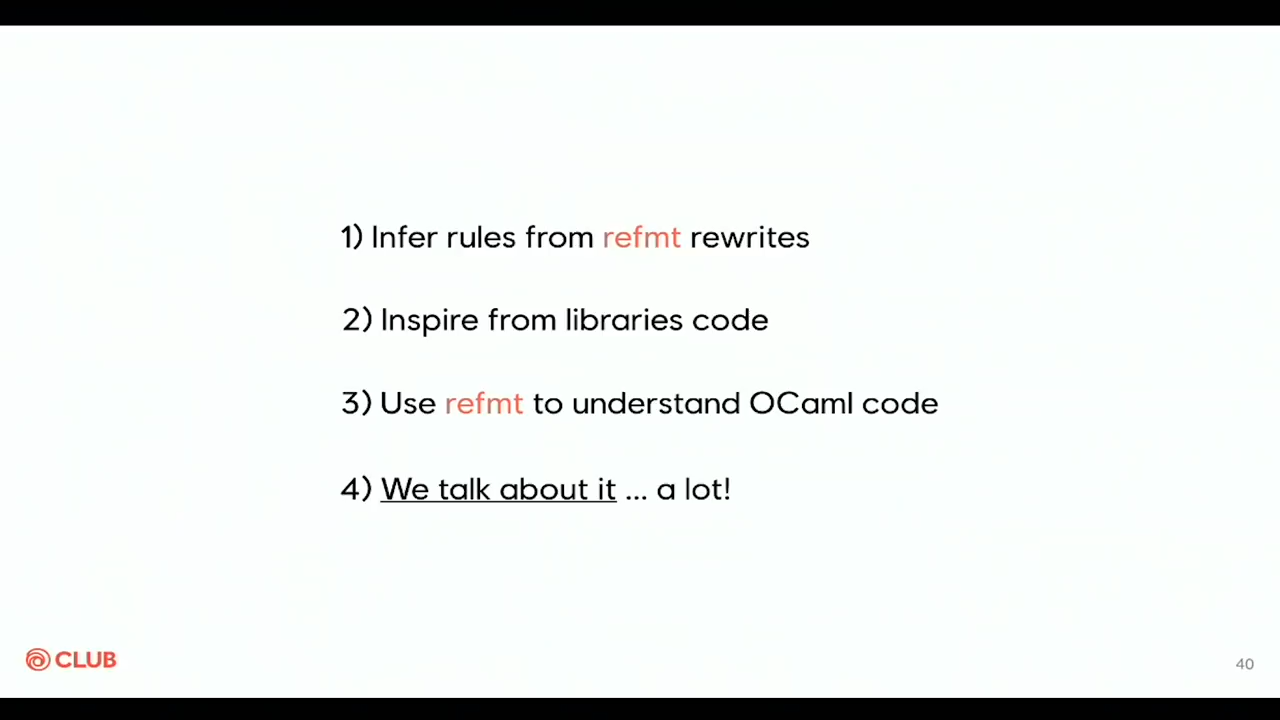 1) Infer rules from refmt rewrites
2) Inspire from libraries code
3) Use refmt to understand OCaml code
4) We talk about it ... a lot!
CLUB
40